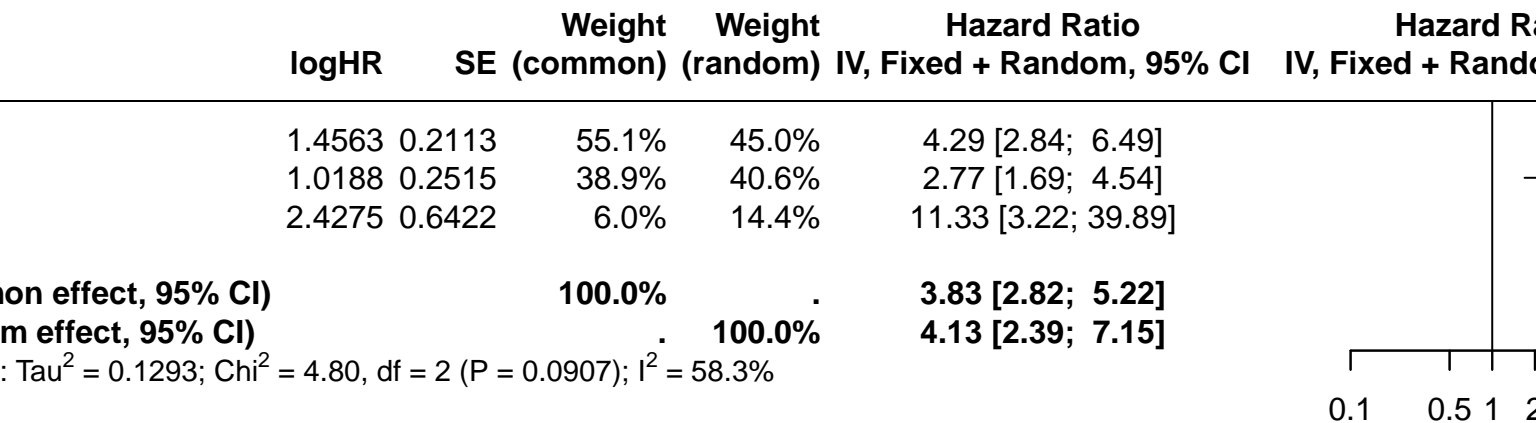 Weight Weight Hazard Ratio Hazard R
logHR SE (common) (random) IV, Fixed + Random, 95% CI IV, Fixed +
1.4563 0.2113 55.1% 45.0% 4.29 [2.84; 6.49]
1.0188 0.2515 38.9% 40.6% 2.77 [1.69; 4.54]
2.4275 0.6422 6.0% 14.4% 11.33 [3.22; 39.89]
effect, 95% CI) 100.0% . 3.83 [2.82; 5.22]
effect, 95% CI) . 100.0% 4.13 [2.39; 7.15]
: Tau² = 0.1293; Chi² = 4.80, df = 2 (P = 0.0907); I² = 58.3%
0.1 0.5 1